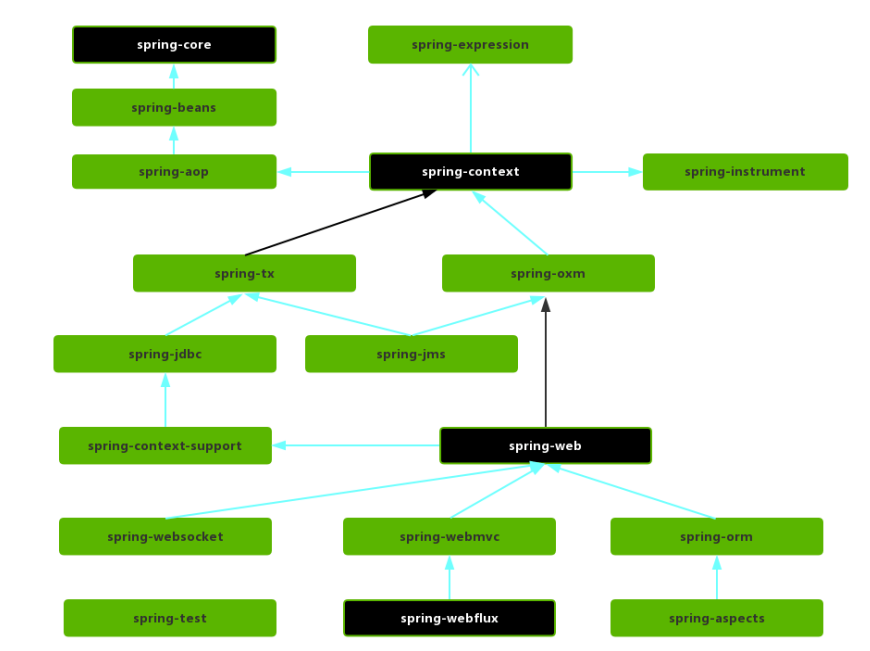 spring-core
spring-expression
spring-beans
spring-aop
spring-context
spring-instrument
spring-tx
spring-oxm
spring-jdbc
spring-jms
spring-context-support
spring-web
spring-websocket
spring-webmvc
spring-orm
spring-test
spring-webflux
spring-aspects